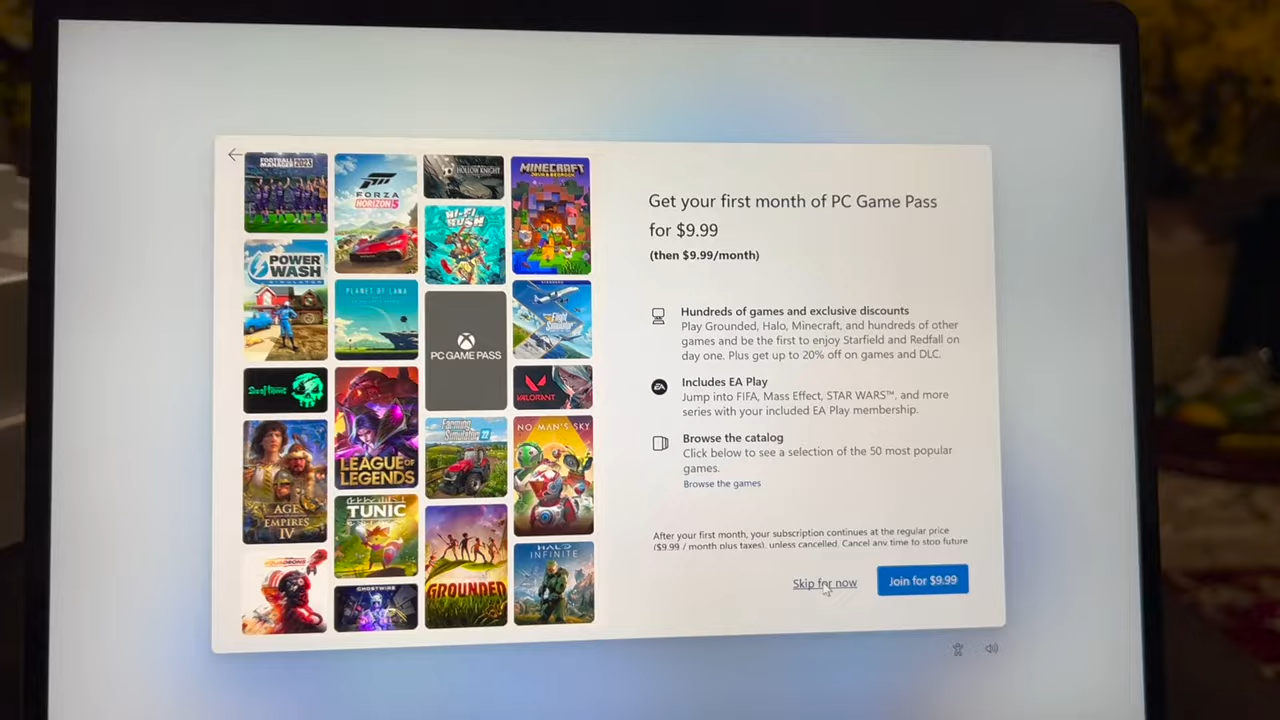 FOOTBALL
MANAGER 2023
FORZA
HORIZON 5
HOLLOW KNIGHT
MINECRAFT
HI-FI
RUSH
POWER
WASH
SIMULATOR
PLANET OF LANA
PC GAME PASS
Flight
Simulator
Sea of Thieves
LEAGUE OF
LEGENDS
VALORANT
Farming
Simulator 22
NO MAN'S SKY
AGE
EMPIRES
IV
TUNIC
SQUADRONS
GHOSTWIRE
GROUNDED
HALO
INFINITE
Get your first month of PC Game Pass
for $9.99
(then $9.99/month)
Hundreds of games and exclusive discounts
Play Grounded, Halo, Minecraft, and hundreds of other
games and be the first to enjoy Starfield and Redfall on
day one. Plus get up to 20% off on games and DLC.
EA
Includes EA Play
Jump into FIFA, Mass Effect, STAR WARS™, and more
series with your included EA Play membership.
Browse the catalog
Click below to see a selection of the 50 most popular
games.
Browse the games
After your first month, your subscription continues at the regular price
($9.99 / month plus taxes), unless cancelled. Cancel any time to stop future
Skip for now
Join for $9.99